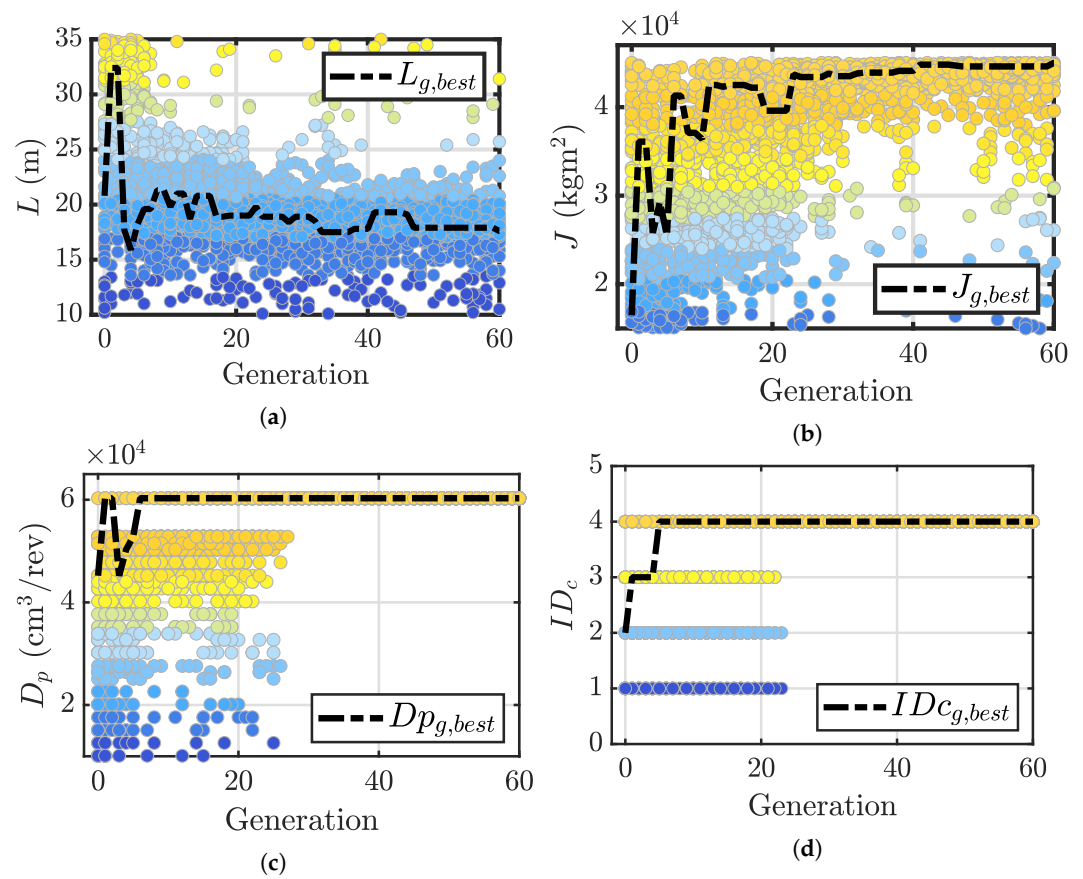 35
30
25
20
15
10
L (m)
L_{g,best}
0
20
40
60
Generation
(a)
×10^4
4
3
2
J (kgm^2)
J_{g,best}
0
20
40
60
Generation
(b)
×10^4
6
4
2
D_p (cm^3/rev)
Dp_{g,best}
0
20
40
60
Generation
(c)
5
4
3
2
1
0
ID_c
IDc_{g,best}
0
20
40
60
Generation
(d)